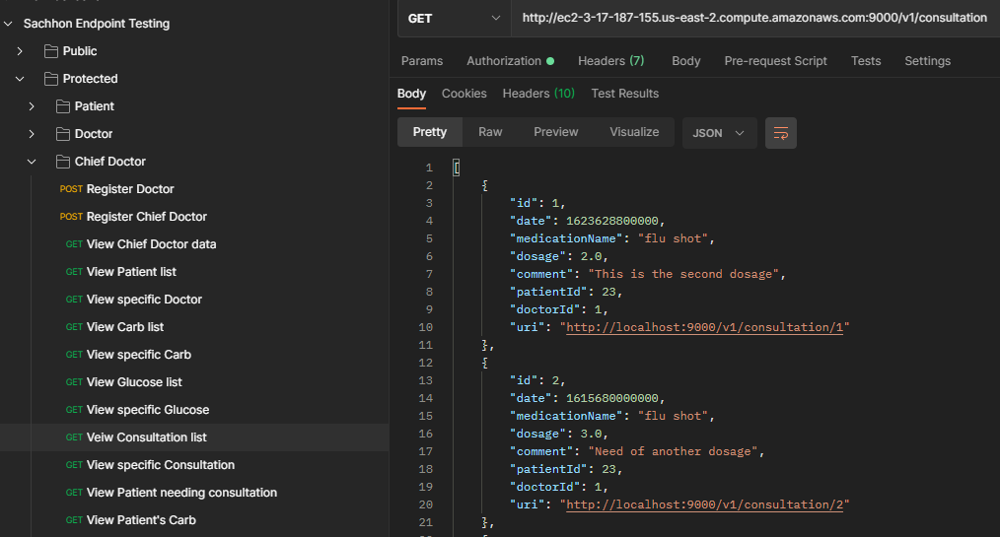 Sachhon Endpoint Testing
Public
Protected
Patient
Doctor
Chief Doctor
POST Register Doctor
POST Register Chief Doctor
GET View Chief Doctor data
GET View Patient list
GET View specific Doctor
GET View Carb list
GET View specific Carb
GET View Glucose list
GET View specific Glucose
GET Veiw Consultation list
GET View specific Consultation
GET View Patient needing consultation
GET View Patient's Carb
GET http://ec2-3-17-187-155.us-east-2.compute.amazonaws.com:9000/v1/consultation
Params Authorization Headers (7) Body Pre-request Script Tests Settings
Body Cookies Headers (10) Test Results
Pretty Raw Preview Visualize JSON
1 [
2 {
3 "id": 1,
4 "date": 1623628800000,
5 "medicationName": "flu shot",
6 "dosage": 2.0,
7 "comment": "This is the second dosage",
8 "patientId": 23,
9 "doctorId": 1,
10 "uri": "http://localhost:9000/v1/consultation/1"
11 },
12 {
13 "id": 2,
14 "date": 1615680000000,
15 "medicationName": "flu shot",
16 "dosage": 3.0,
17 "comment": "Need of another dosage",
18 "patientId": 23,
19 "doctorId": 1,
20 "uri": "http://localhost:9000/v1/consultation/2"
21 },